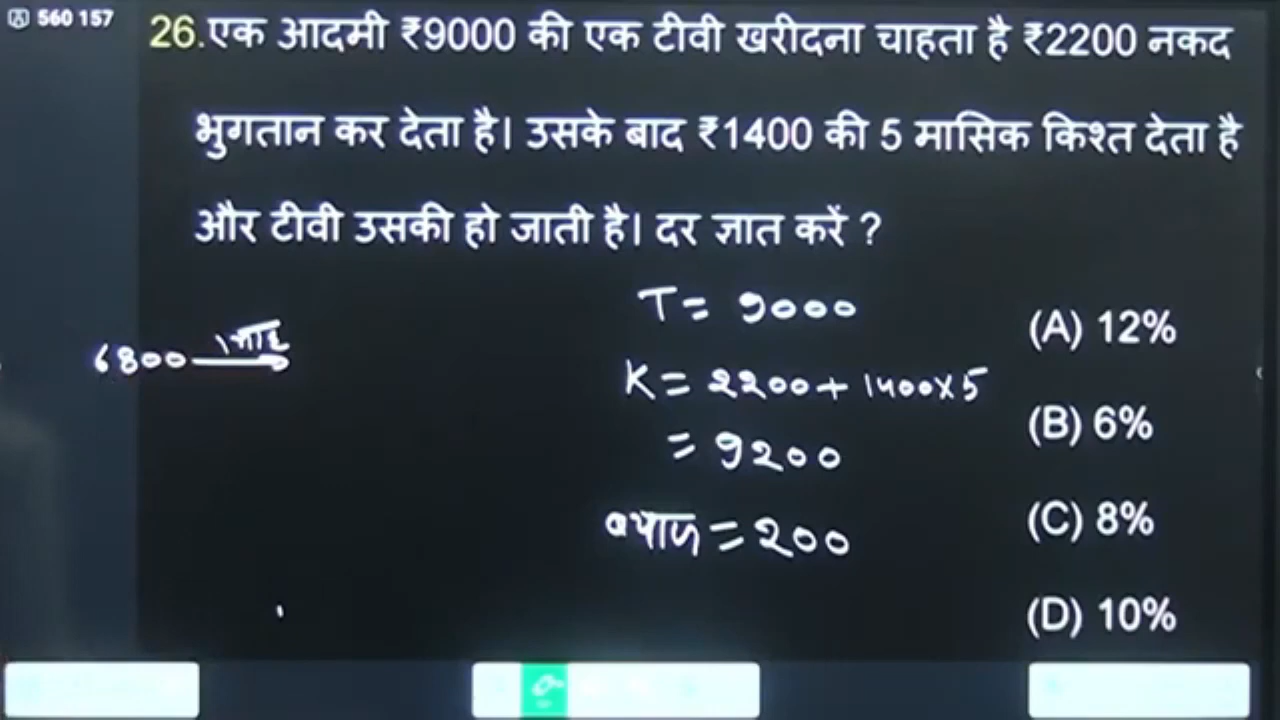 560 157
26.एक आदमी ₹9000 की एक टीवी खरीदना चाहता है ₹2200 नकद
भुगतान कर देता है। उसके बाद ₹1400 की 5 मासिक किश्त देता है
और टीवी उसकी हो जाती है। दर ज्ञात करें ?
T = 9000
(A) 12%
6800 1माह
K = 2200 + 1400×5
(B) 6%
= 9200
(C) 8%
ब्याज = 200
(D) 10%